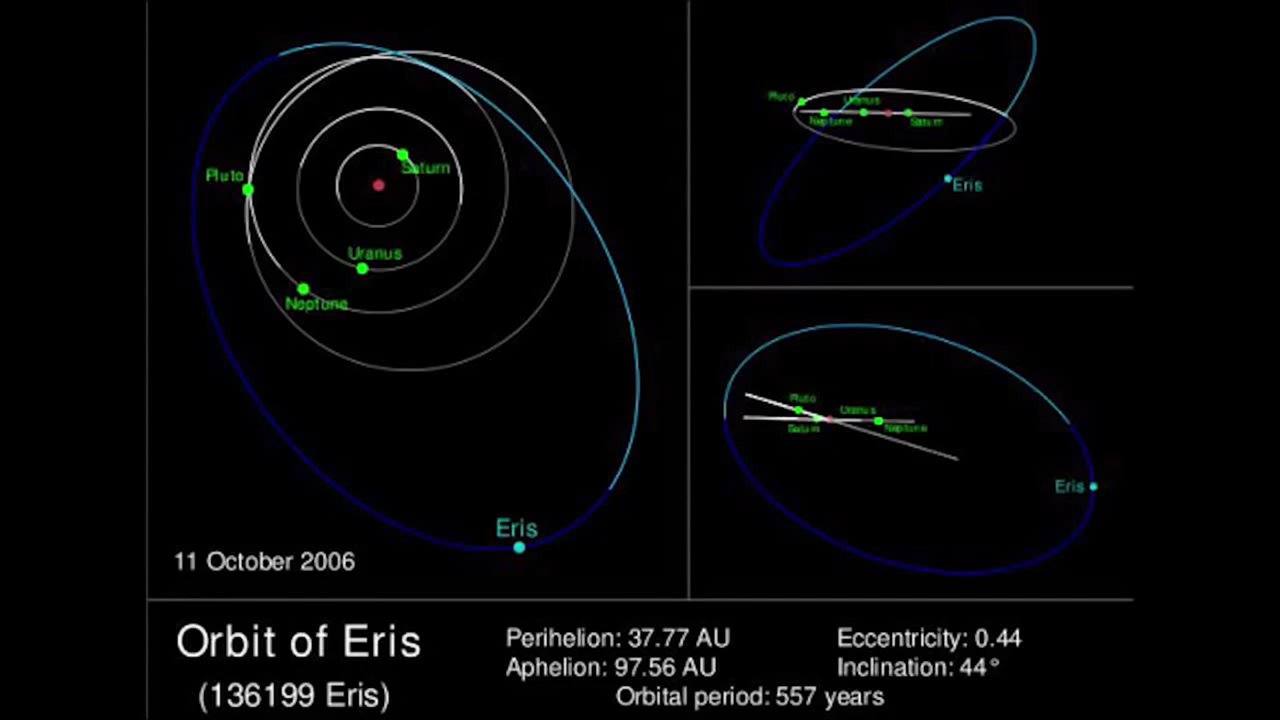 Pluto
Saturn
Uranus
Neptune
Eris
11 October 2006
Pluto
Uranus
Neptune
Saturn
Eris
Pluto
Uranus
Saturn
Neptune
Eris
Orbit of Eris
(136199 Eris)
Perihelion: 37.77 AU
Aphelion: 97.56 AU
Eccentricity: 0.44
Inclination: 44°
Orbital period: 557 years